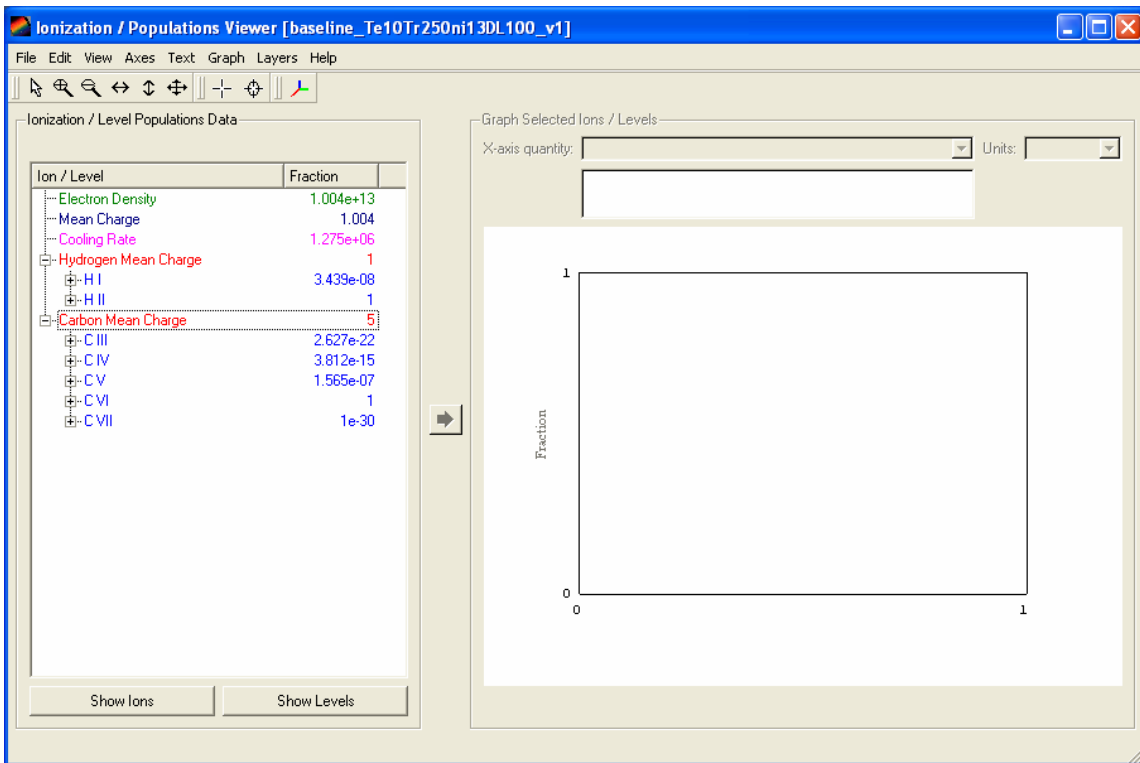 Ionization / Populations Viewer [baseline_Te10Tr250ni13DL100_v1]
File Edit View Axes Text Graph Layers Help
Ionization / Level Populations Data
Ion / Level Fraction
Electron Density 1.004e+13
Mean Charge 1.004
Cooling Rate 1.275e+06
Hydrogen Mean Charge 1
H I 3.439e-08
H II 1
Carbon Mean Charge 5
C III 2.627e-22
C IV 3.812e-15
C V 1.565e-07
C VI 1
C VII 1e-30
Show Ions Show Levels
Graph Selected Ions / Levels
X-axis quantity: Units:
1
Fraction
0
0 1